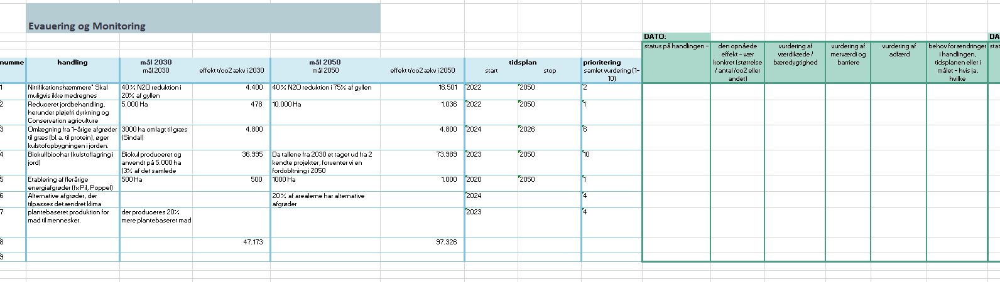 Evauering og Monitoring
DATO:
DA
status på handlingen -
den opnåede effekt - vær konkret (størrelse / antal /co2 eller andet)
vurdering af værdikæde / bæredygtighed
vurdering af merværdi og barriere
vurdering af adfærd
behov for ændringer i handlingen, tidsplanen eller i målet - hvis ja, hvilke
stat
numme handling mål 2030 mål 2050 tidsplan prioritering
mål 2030 effekt t/co2 ækv i 2030 mål 2050 effekt t/co2 ækv i 2050 start stop samlet vurdering (1-10)
1 Nitrifikationshæmmere* Skal muligvis ikke medregnes 40 % N2O reduktion i 20% af gyllen 4.400 40 % N2O reduktion i 75% af gyllen 16.501 2022 2050 2
2 Reduceret jordbehandling, herunder pløjefri dyrkning og Conservation agriculture 5.000 Ha 478 10.000 Ha 1.036 2022 2050 1
3 Omlægning fra 1-årige afgrøder til græs (bl. a. til protein), øger kulstofopbygningen i jorden. 3000 ha omlagt til græs (Sindal) 4.800 4.800 2024 2026 6
4 Biokul/biochar (kulstoflagring i jord) Biokul produceret og anvendt på 5.000 ha (3% af det samlede 36.995 Da tallene fra 2030 et taget ud fra 2 kendte projekter, forventer vi en fordobltning i 2050 73.989 2023 2050 10
5 Etablering af flerårige energiafgrøder (fx Pil, Poppel) 500 Ha 500 1000 Ha 1.000 2020 2050 1
6 Alternative afgrøder, der tilpasses det ændret klima 20 % af arealerne har alternative afgrøder 2024 4
7 plantebaseret produktion for mad til mennesker. der produceres 20% mere plantebaseret mad 2023 4
8 47.173 97.326
9